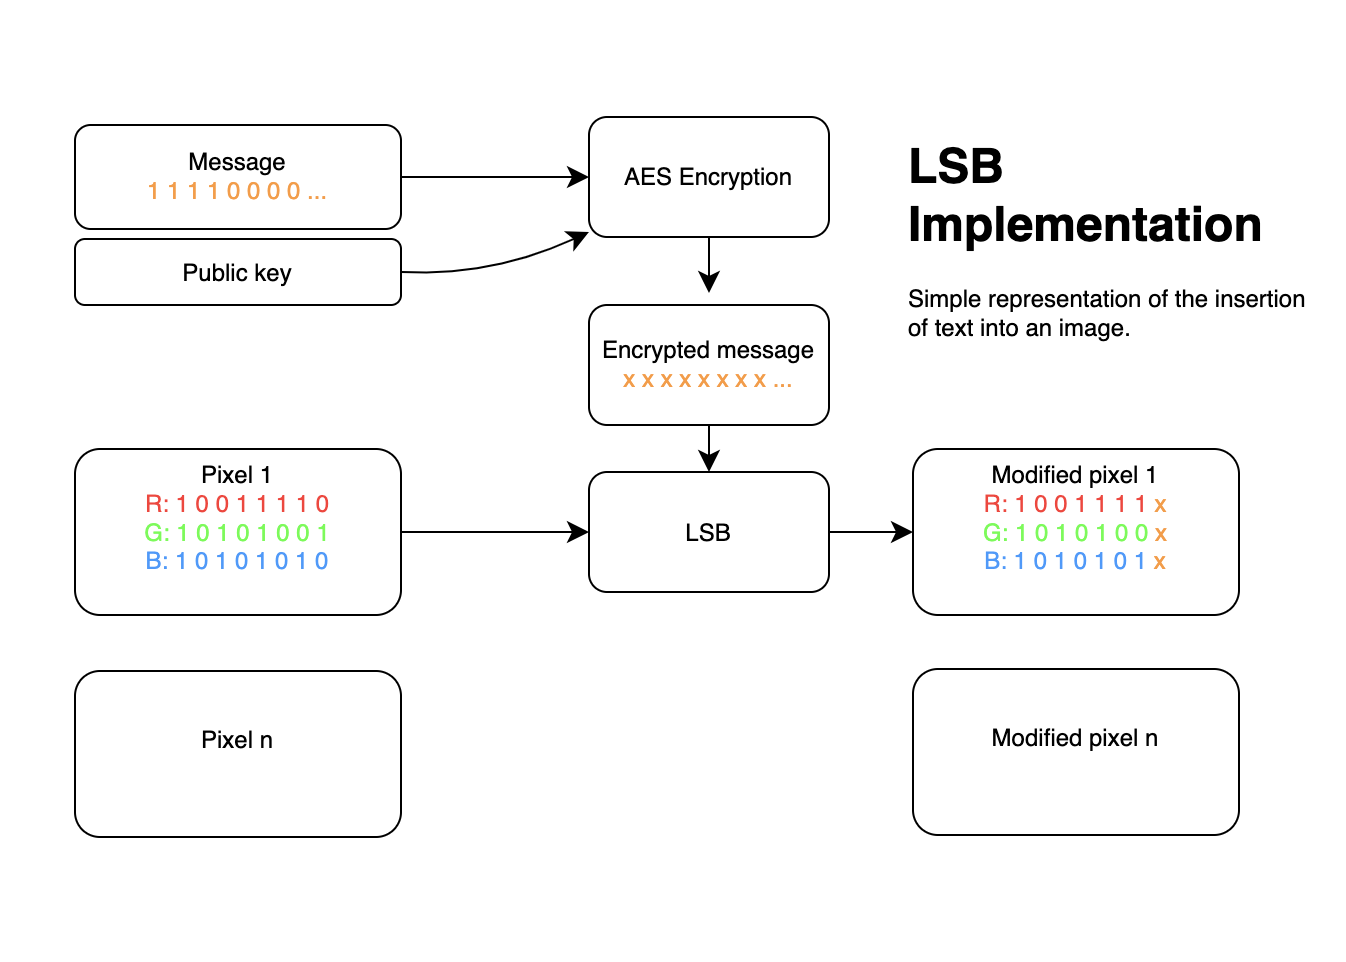 Message
1 1 1 1 0 0 0 0 ...
Public key
AES Encryption
LSB
Implementation
Simple representation of the insertion
of text into an image.
Encrypted message
x x x x x x x x ...
Pixel 1
R: 1 0 0 1 1 1 1 0
G: 1 0 1 0 1 0 0 1
B: 1 0 1 0 1 0 1 0
LSB
Modified pixel 1
R: 1 0 0 1 1 1 1 x
G: 1 0 1 0 1 0 0 x
B: 1 0 1 0 1 0 1 x
Pixel n
Modified pixel n